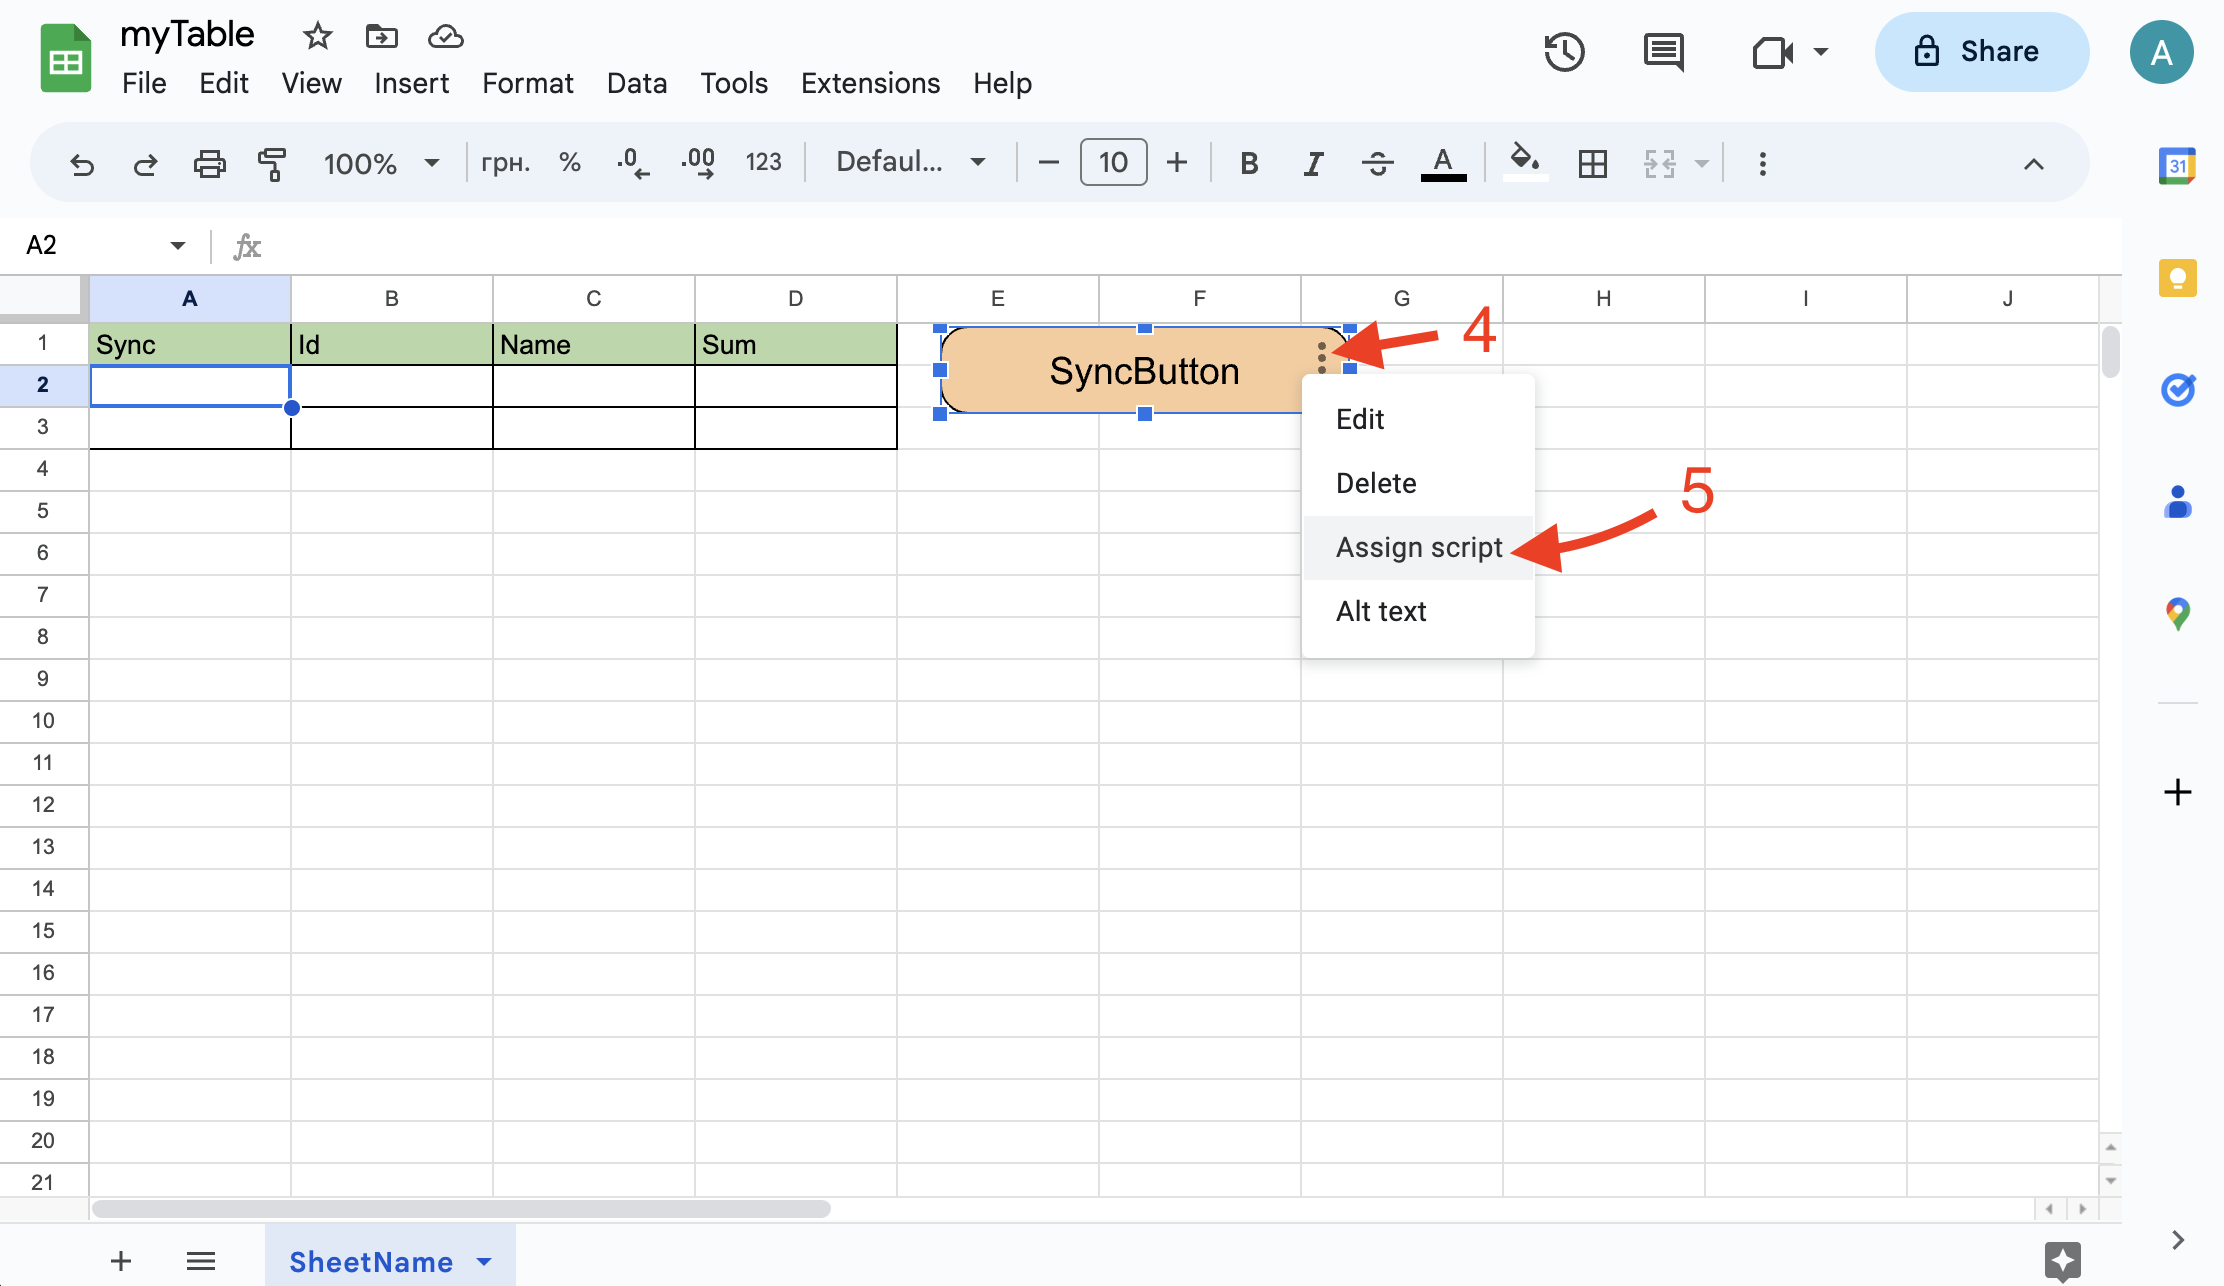 myTable
File Edit View Insert Format Data Tools Extensions Help
Share
A
100% грн. % .0 .00 123 Defaul... 10 B I S A
31
A2 fx
A B C D E F G H I J
1 Sync Id Name Sum
SyncButton
4
2
3
Edit
Delete
Assign script
Alt text
5
4
5
6
7
8
9
10
11
12
13
14
15
16
17
18
19
20
21
SheetName